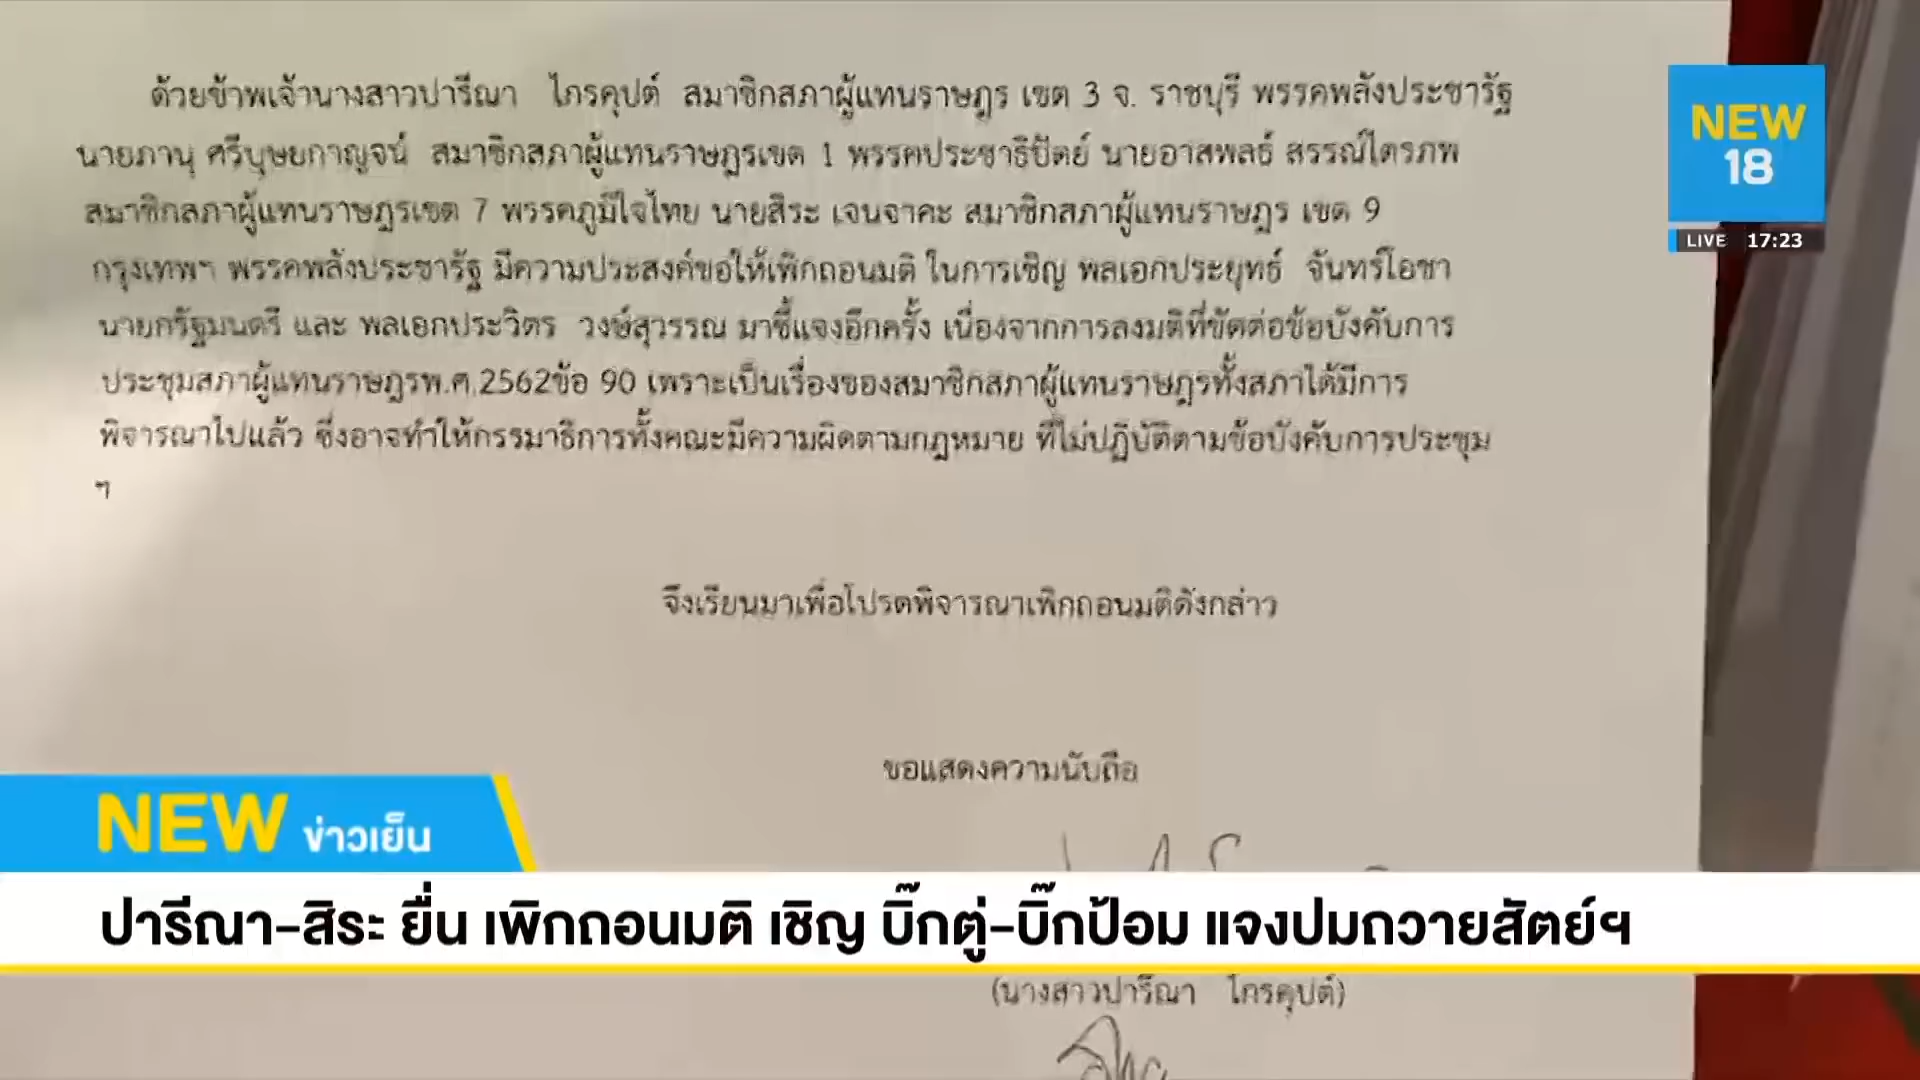 ด้วยข้าพเจ้านางสาวปารีณา ไกรคุปต์ สมาชิกสภาผู้แทนราษฎร เขต 3 จ. ราชบุรี พรรคพลังประชารัฐ
นายภานุ ศรีบุษยกาญจน์ สมาชิกสภาผู้แทนราษฎรเขต 1 พรรคประชาธิปัตย์ นายอาสพลธ์ สรรณ์ไตรภพ
สมาชิกสภาผู้แทนราษฎรเขต 7 พรรคภูมิใจไทย นายสิระ เจนจาคะ สมาชิกสภาผู้แทนราษฎร เขต 9
กรุงเทพฯ พรรคพลังประชารัฐ มีความประสงค์ขอให้เพิกถอนมติ ในการเชิญ พลเอกประยุทธ์ จันทร์โอชา
นายกรัฐมนตรี และ พลเอกประวิตร วงษ์สุวรรณ มาชี้แจงอีกครั้ง เนื่องจากการลงมติที่ขัดต่อข้อบังคับการ
ประชุมสภาผู้แทนราษฎรพ.ศ.2562ข้อ 90 เพราะเป็นเรื่องของสมาชิกสภาผู้แทนราษฎรทั้งสภาได้มีการ
พิจารณาไปแล้ว ซึ่งอาจทำให้กรรมาธิการทั้งคณะมีความผิดตามกฎหมาย ที่ไม่ปฏิบัติตามข้อบังคับการประชุม
ฯ
จึงเรียนมาเพื่อโปรดพิจารณาเพิกถอนมติดังกล่าว
ขอแสดงความนับถือ
(นางสาวปารีณา ไกรคุปต์)
NEW
18
LIVE 17:23
NEW ข่าวเย็น
ปารีณา-สิระ ยื่น เพิกถอนมติ เชิญ บิ๊กตู่-บิ๊กป้อม แจงปมถวายสัตย์ฯ